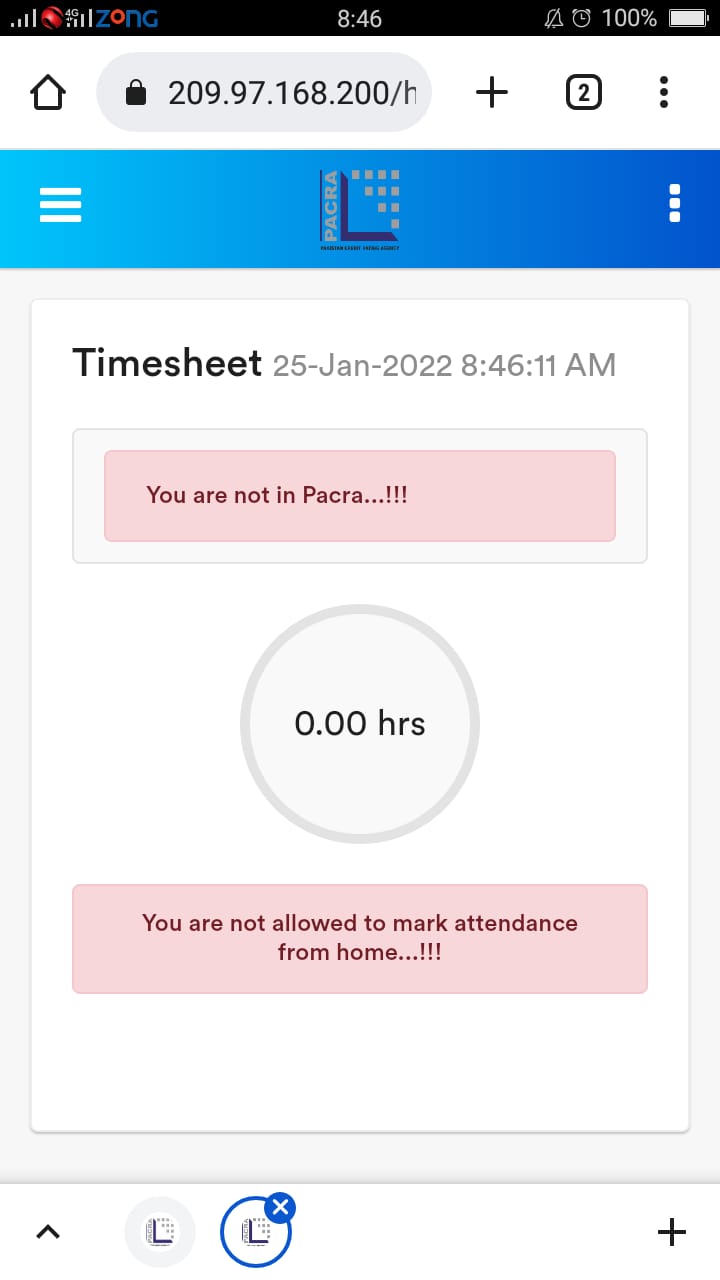 4G ZONG 8:46 100%
209.97.168.200/h 2
PACRA
PAKISTAN CREDIT RATING AGENCY
Timesheet 25-Jan-2022 8:46:11 AM
You are not in Pacra...!!!
0.00 hrs
You are not allowed to mark attendance
from home...!!!
PACRA PACRA